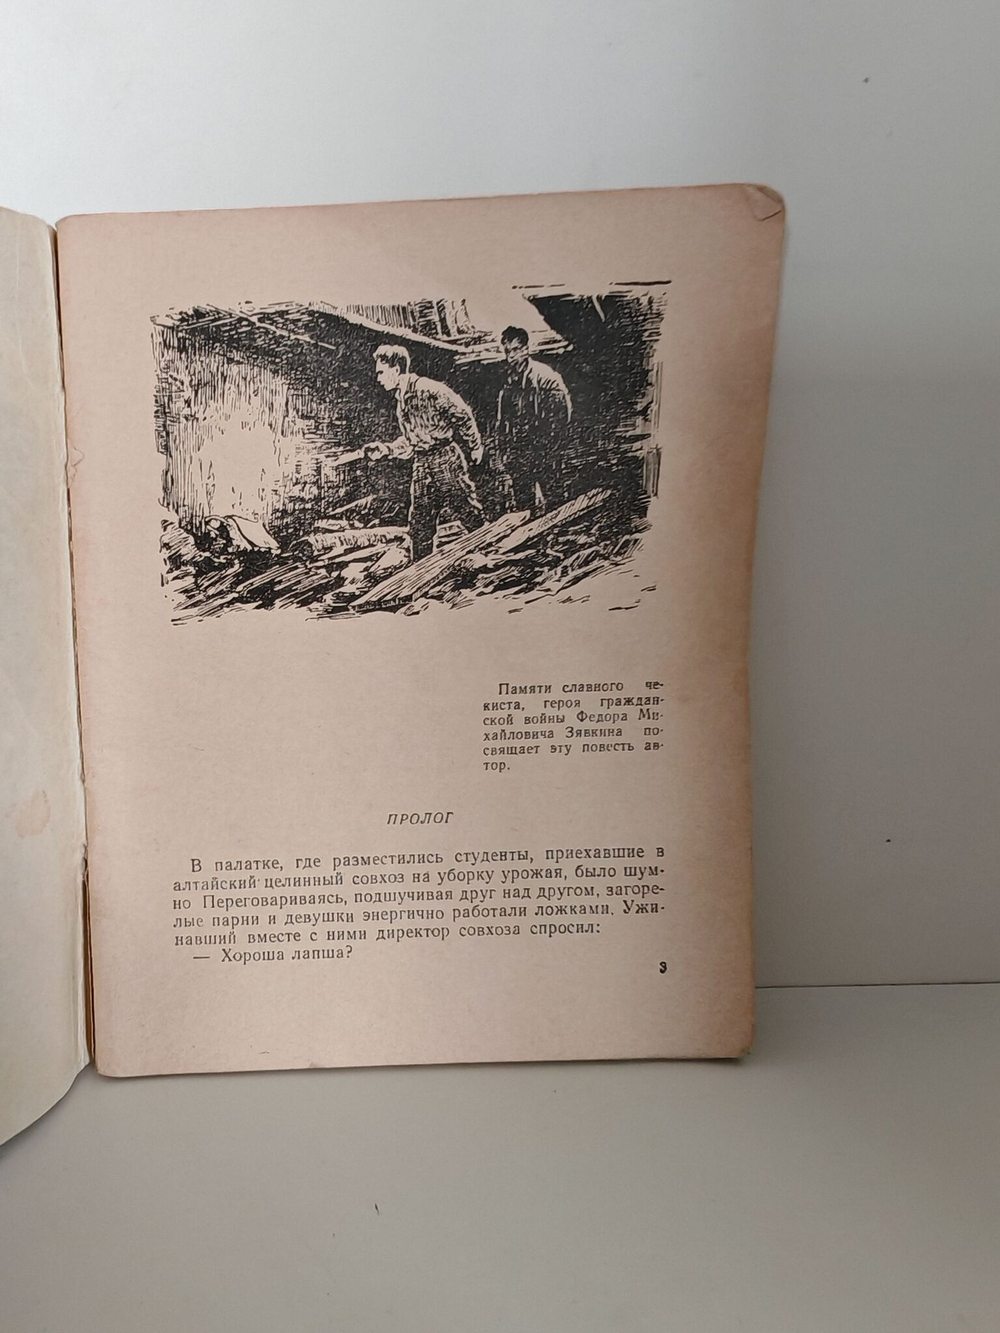 Памяти славного че-
киста, героя граждан-
ской войны Федора Ми-
хайловича Зявкина по-
свящает эту повесть ав-
тор.
ПРОЛОГ
В палатке, где разместились студенты, приехавшие в
алтайский целинный совхоз на уборку урожая, было шум-
но Переговариваясь, подшучивая друг над другом, загоре-
лые парни и девушки энергично работали ложками. Ужи-
навший вместе с ними директор совхоза спросил:
— Хороша лапша?
3